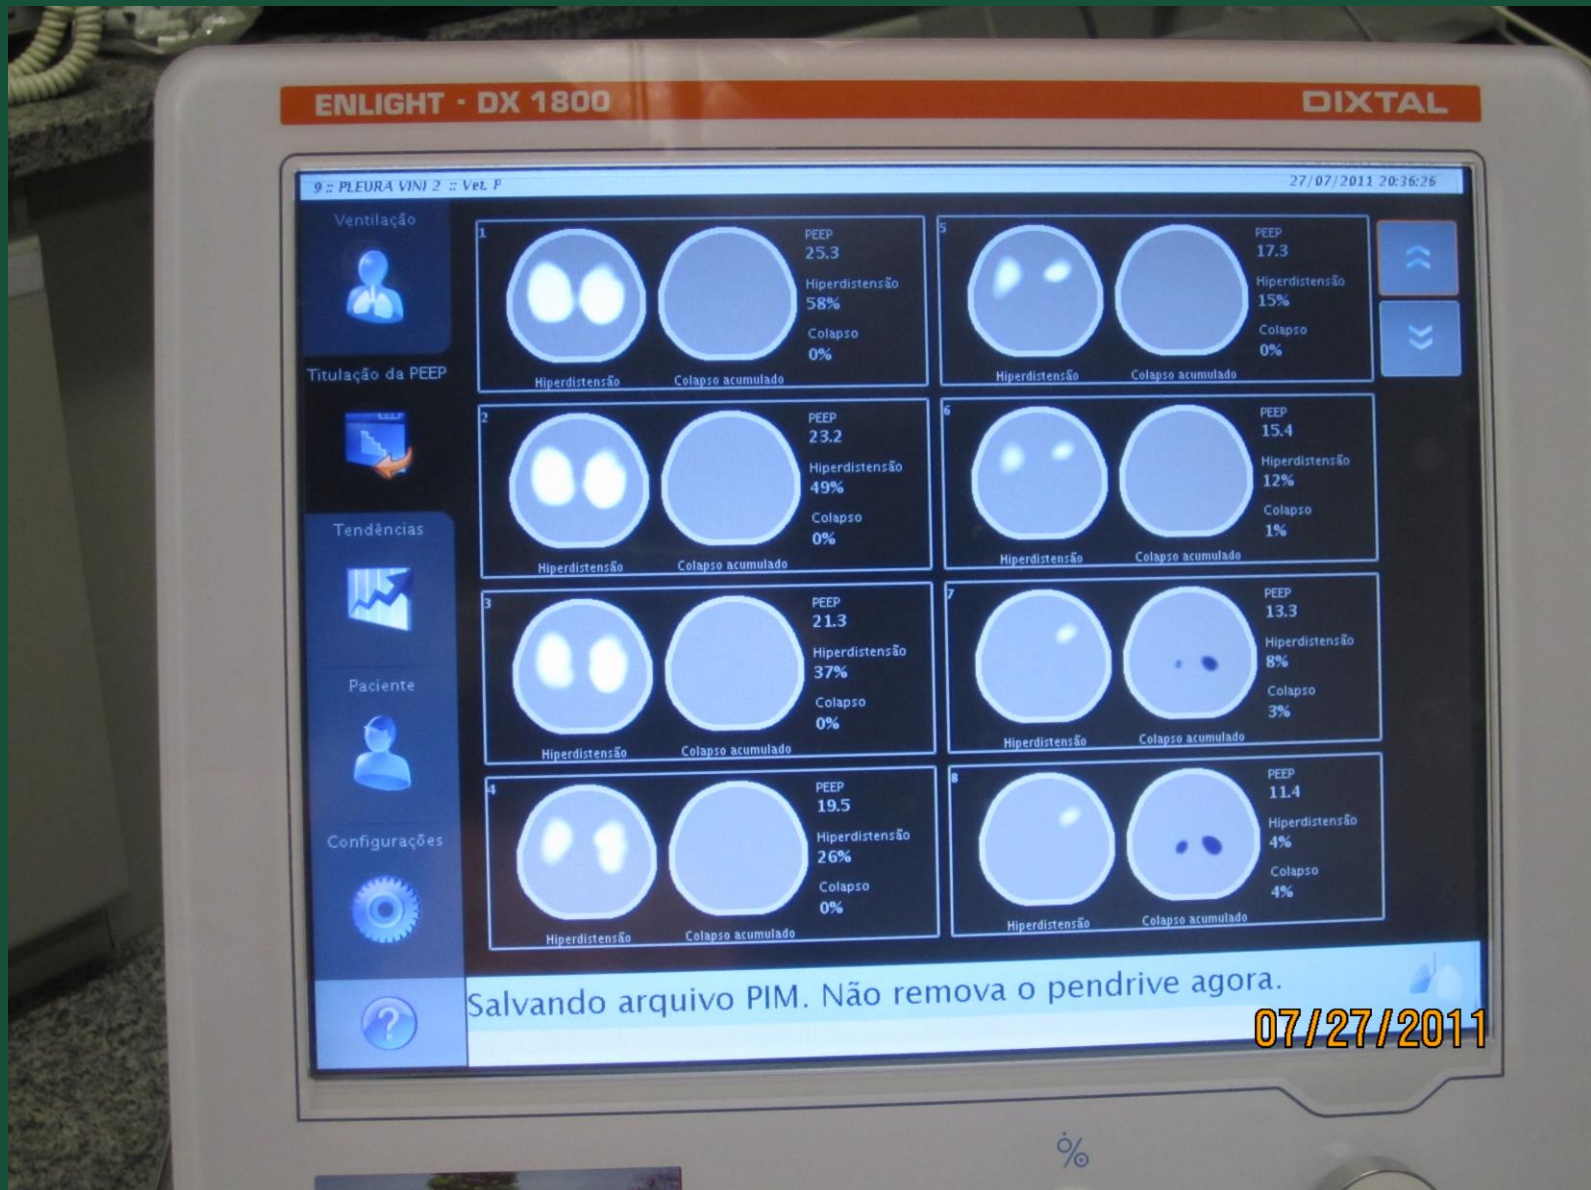 ENLIGHT · DX 1800
DIXTAL
9 :: PLEURA VINI 2 :: Vet. P
27/07/2011 20:36:26
Ventilação
Titulação da PEEP
Tendências
Paciente
Configurações
?
1
PEEP
25.3
Hiperdistensão
58%
Colapso
0%
Hiperdistensão
Colapso acumulado
2
PEEP
23.2
Hiperdistensão
49%
Colapso
0%
Hiperdistensão
Colapso acumulado
3
PEEP
21.3
Hiperdistensão
37%
Colapso
0%
Hiperdistensão
Colapso acumulado
4
PEEP
19.5
Hiperdistensão
26%
Colapso
0%
Hiperdistensão
Colapso acumulado
5
PEEP
17.3
Hiperdistensão
15%
Colapso
0%
Hiperdistensão
Colapso acumulado
6
PEEP
15.4
Hiperdistensão
12%
Colapso
1%
Hiperdistensão
Colapso acumulado
7
PEEP
13.3
Hiperdistensão
8%
Colapso
3%
Hiperdistensão
Colapso acumulado
8
PEEP
11.4
Hiperdistensão
4%
Colapso
4%
Hiperdistensão
Colapso acumulado
Salvando arquivo PIM. Não remova o pendrive agora.
07/27/2011